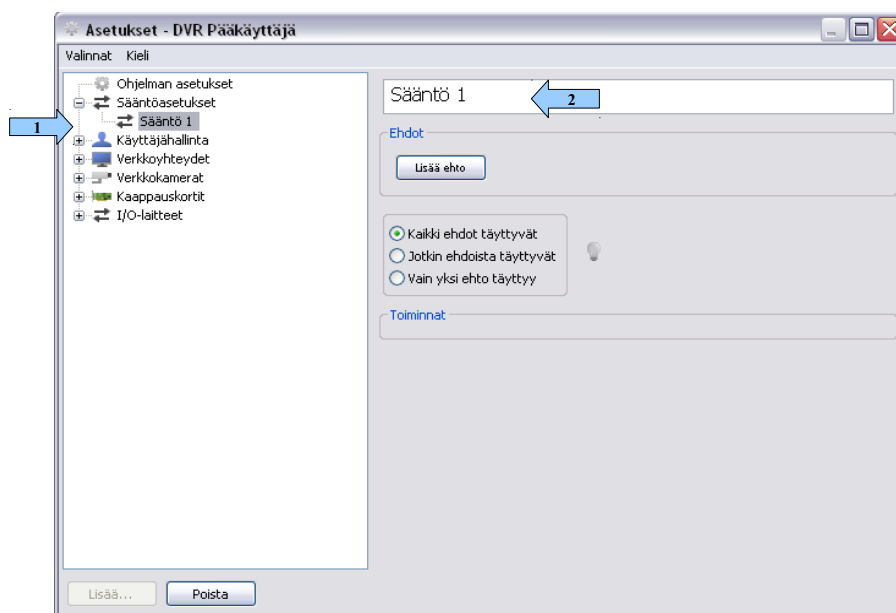 Asetukset - DVR Pääkäyttäjä
Valinnat Kieli
Ohjelman asetukset
Sääntöasetukset
Sääntö 1
Käyttäjähallinta
Verkkoyhteydet
Verkkokamerat
Kaappauskortit
I/O-laitteet
1
Sääntö 1
2
Ehdot
Lisää ehto
Kaikki ehdot täyttyvät
Jotkin ehdoista täyttyvät
Vain yksi ehto täyttyy
Toiminnat
Lisää...
Poista